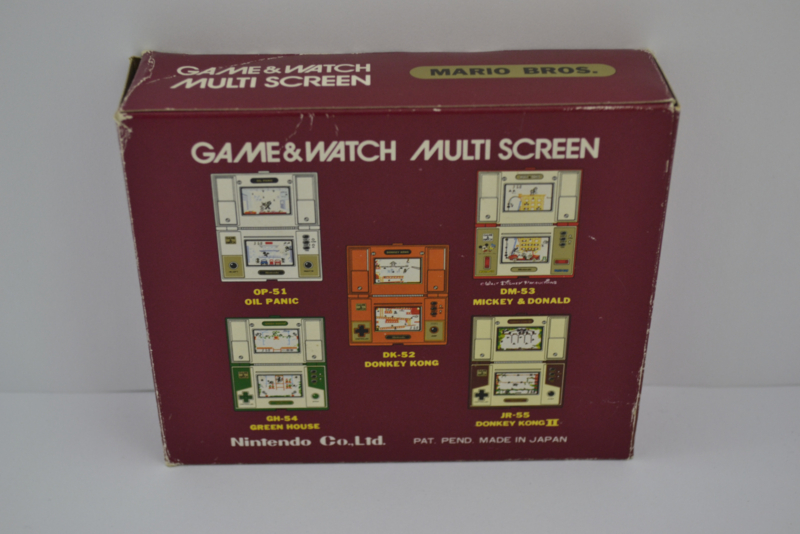 GAME & WATCH
MULTI SCREEN
MARIO BROS.
GAME & WATCH MULTI SCREEN
OP-51
OIL PANIC
DM-53
MICKEY & DONALD
DK-52
DONKEY KONG
GH-54
GREEN HOUSE
JR-55
DONKEY KONG II
Nintendo Co.,Ltd.
PAT. PEND. MADE IN JAPAN